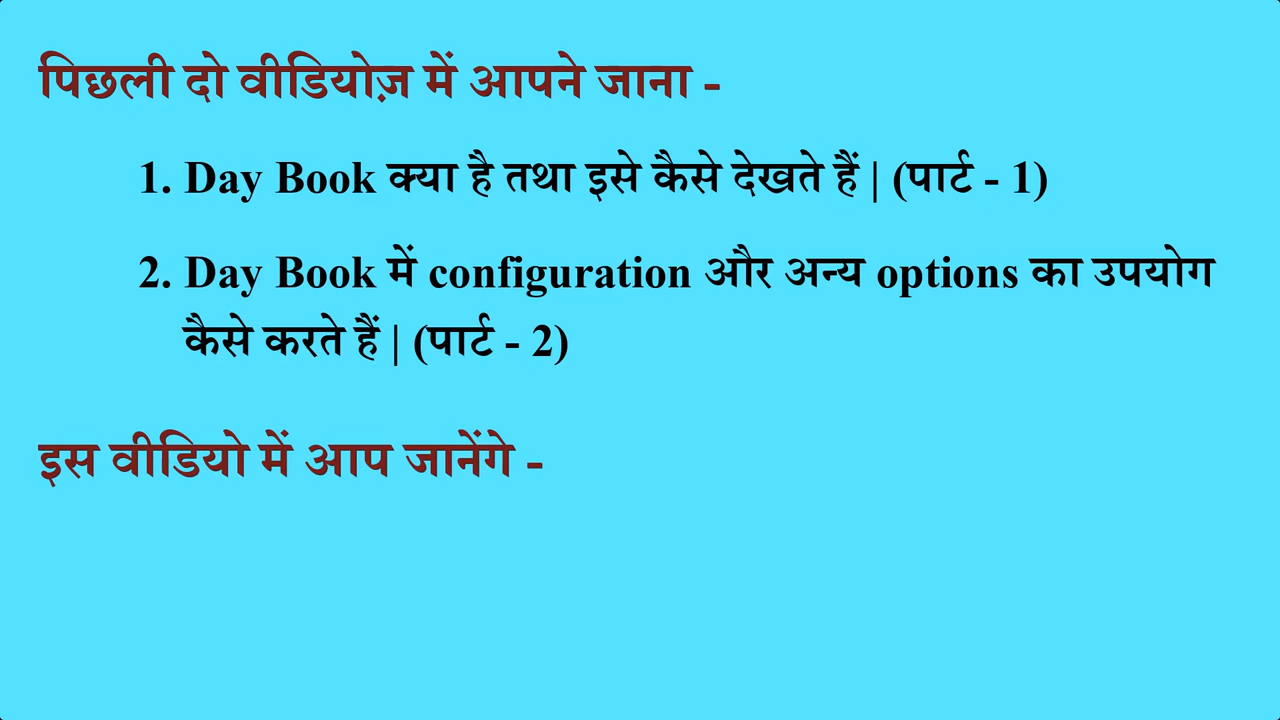 पिछली दो वीडियोज़ में आपने जाना -
1. Day Book क्या है तथा इसे कैसे देखते हैं | (पार्ट - 1)
2. Day Book में configuration और अन्य options का उपयोग
कैसे करते हैं | (पार्ट - 2)
इस वीडियो में आप जानेंगे -